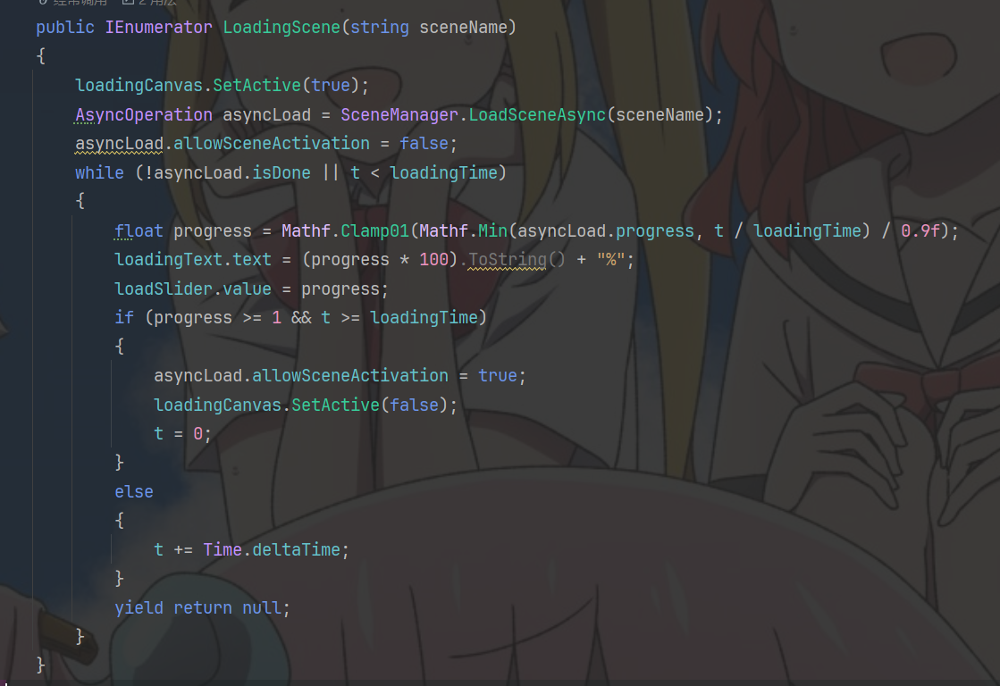 public IEnumerator LoadingScene(string sceneName)
{
    loadingCanvas.SetActive(true);
    AsyncOperation asyncLoad = SceneManager.LoadSceneAsync(sceneName);
    asyncLoad.allowSceneActivation = false;
    while (!asyncLoad.isDone || t < loadingTime)
    {
        float progress = Mathf.Clamp01(Mathf.Min(asyncLoad.progress, t / loadingTime) / 0.9f);
        loadingText.text = (progress * 100).ToString() + "%";
        loadSlider.value = progress;
        if (progress >= 1 && t >= loadingTime)
        {
            asyncLoad.allowSceneActivation = true;
            loadingCanvas.SetActive(false);
            t = 0;
        }
        else
        {
            t += Time.deltaTime;
        }
        yield return null;
    }
}